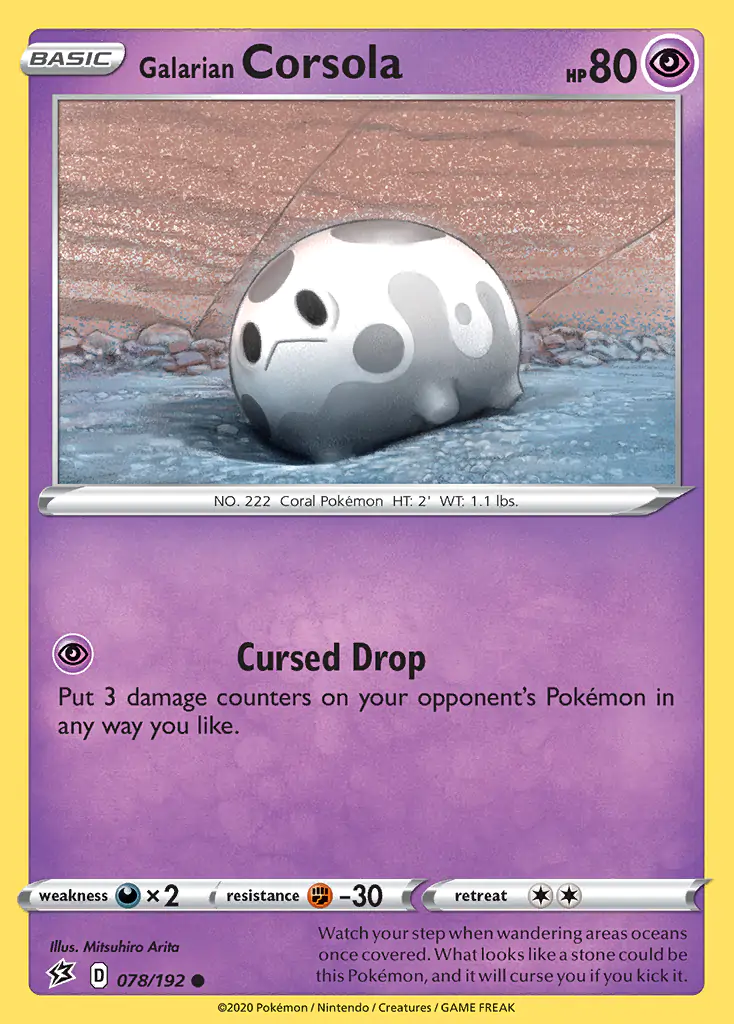 BASIC
Galarian Corsola
HP 80
NO. 222 Coral Pokémon HT: 2' WT: 1.1 lbs.
Cursed Drop
Put 3 damage counters on your opponent's Pokémon in
any way you like.
weakness ×2 resistance -30 retreat
Illus. Mitsuhiro Arita
D 078/192
Watch your step when wandering areas oceans
once covered. What looks like a stone could be
this Pokémon, and it will curse you if you kick it.
©2020 Pokémon / Nintendo / Creatures / GAME FREAK